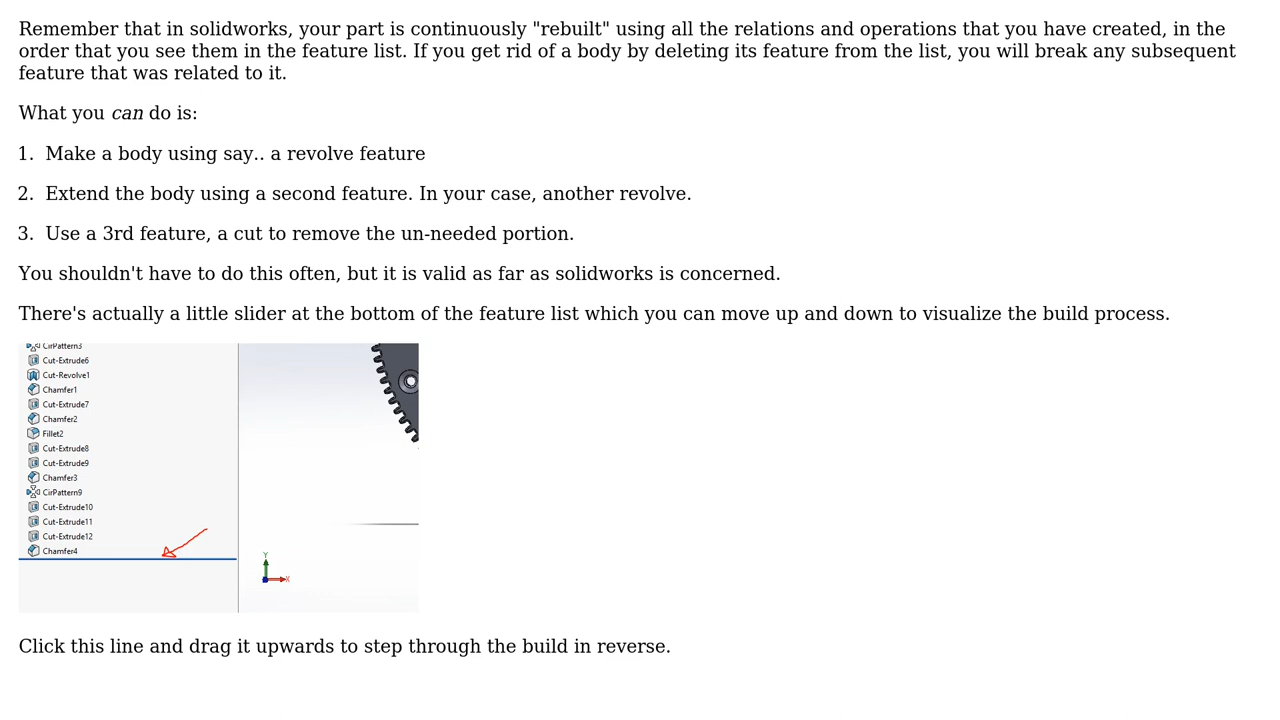 Remember that in solidworks, your part is continuously "rebuilt" using all the relations and operations that you have created, in the
order that you see them in the feature list. If you get rid of a body by deleting its feature from the list, you will break any subsequent
feature that was related to it.
What you can do is:
1. Make a body using say.. a revolve feature
2. Extend the body using a second feature. In your case, another revolve.
3. Use a 3rd feature, a cut to remove the un-needed portion.
You shouldn't have to do this often, but it is valid as far as solidworks is concerned.
There's actually a little slider at the bottom of the feature list which you can move up and down to visualize the build process.
CirPattern3
Cut-Extrude6
Cut-Revolve1
Chamfer1
Cut-Extrude7
Chamfer2
Fillet2
Cut-Extrude8
Cut-Extrude9
Chamfer3
CirPattern9
Cut-Extrude10
Cut-Extrude11
Cut-Extrude12
Chamfer4
Y
X
Click this line and drag it upwards to step through the build in reverse.